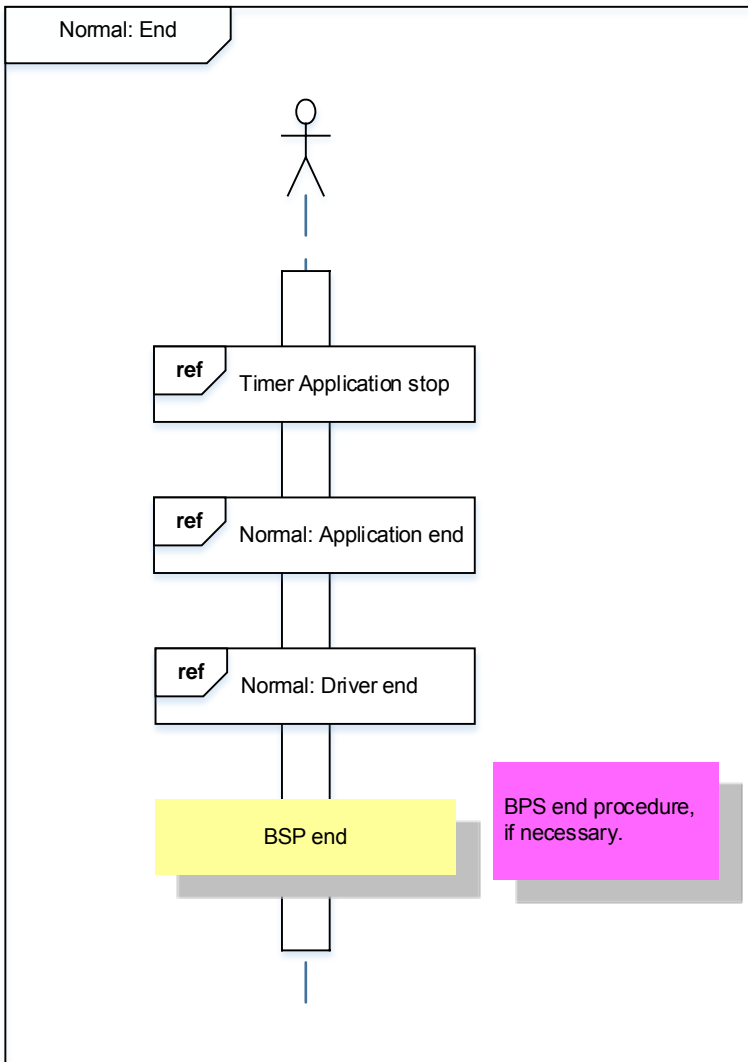 Normal: End
ref
Timer Application stop
ref
Normal: Application end
ref
Normal: Driver end
BSP end
BPS end procedure,
if necessary.